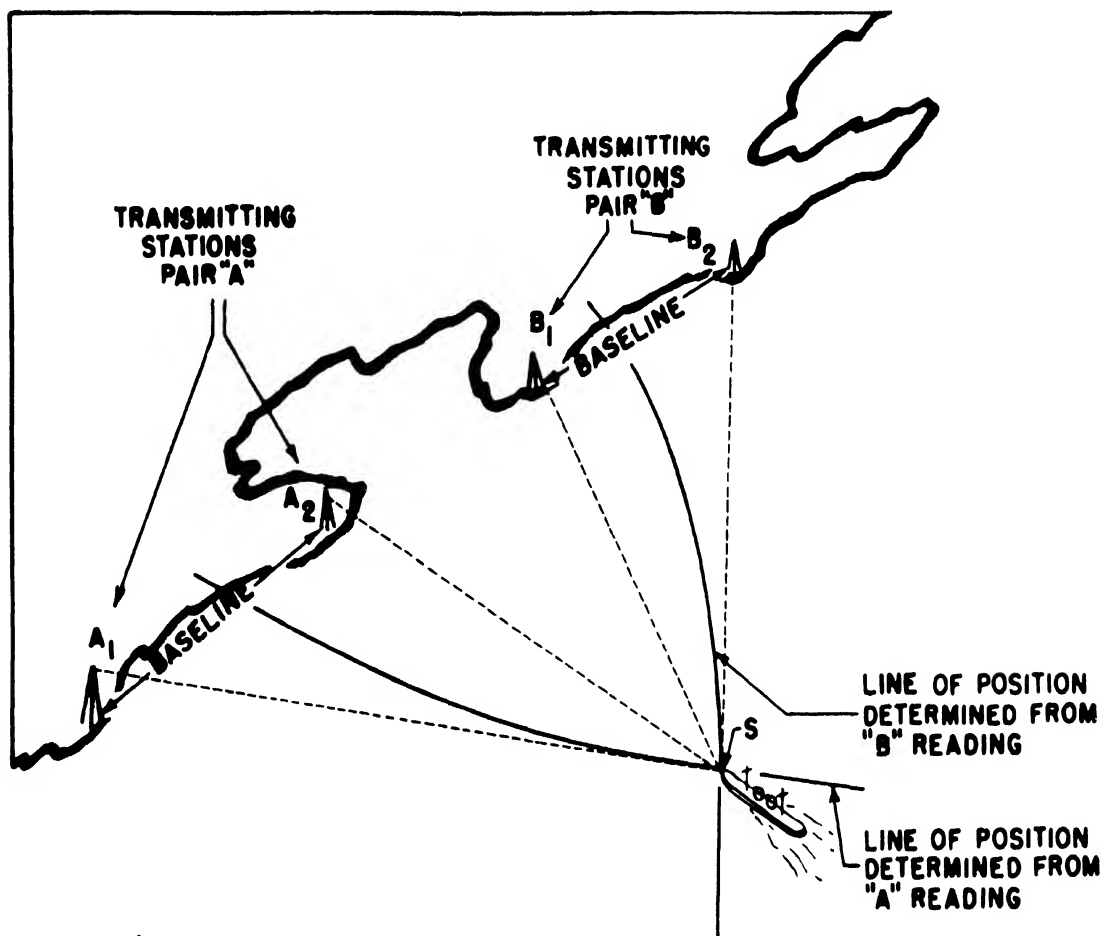 TRANSMITTING
STATIONS
PAIR "B"
B2
TRANSMITTING
STATIONS
PAIR "A"
B1
BASELINE
A2
BASELINE
A1
LINE OF POSITION
DETERMINED FROM
"B" READING
S
LINE OF POSITION
DETERMINED FROM
"A" READING